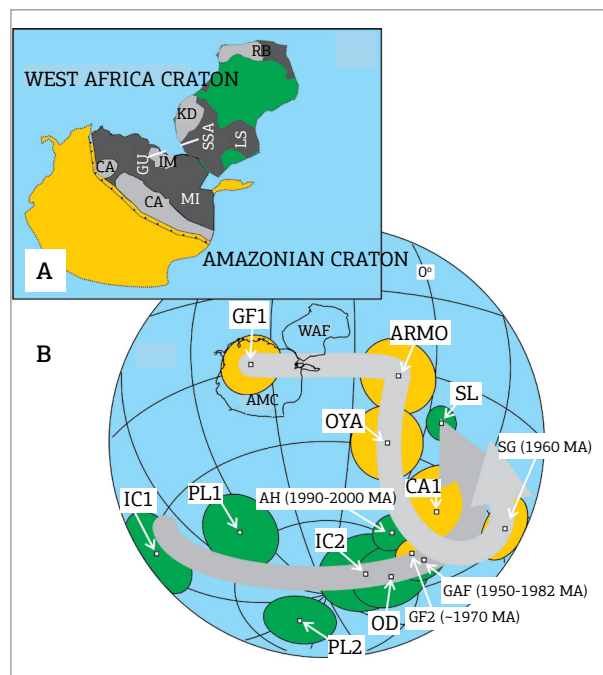 RB
WEST AFRICA CRATON
KD
SSA
LS
GU
IM
CA
CA
MI
A
AMAZONIAN CRATON
0°
GF1
WAF
B
ARMO
AMC
SL
OYA
SG (1960 MA)
CA1
PL1
AH (1990-2000 MA)
IC1
IC2
GAF (1950-1982 MA)
OD
GF2 (~1970 MA)
PL2